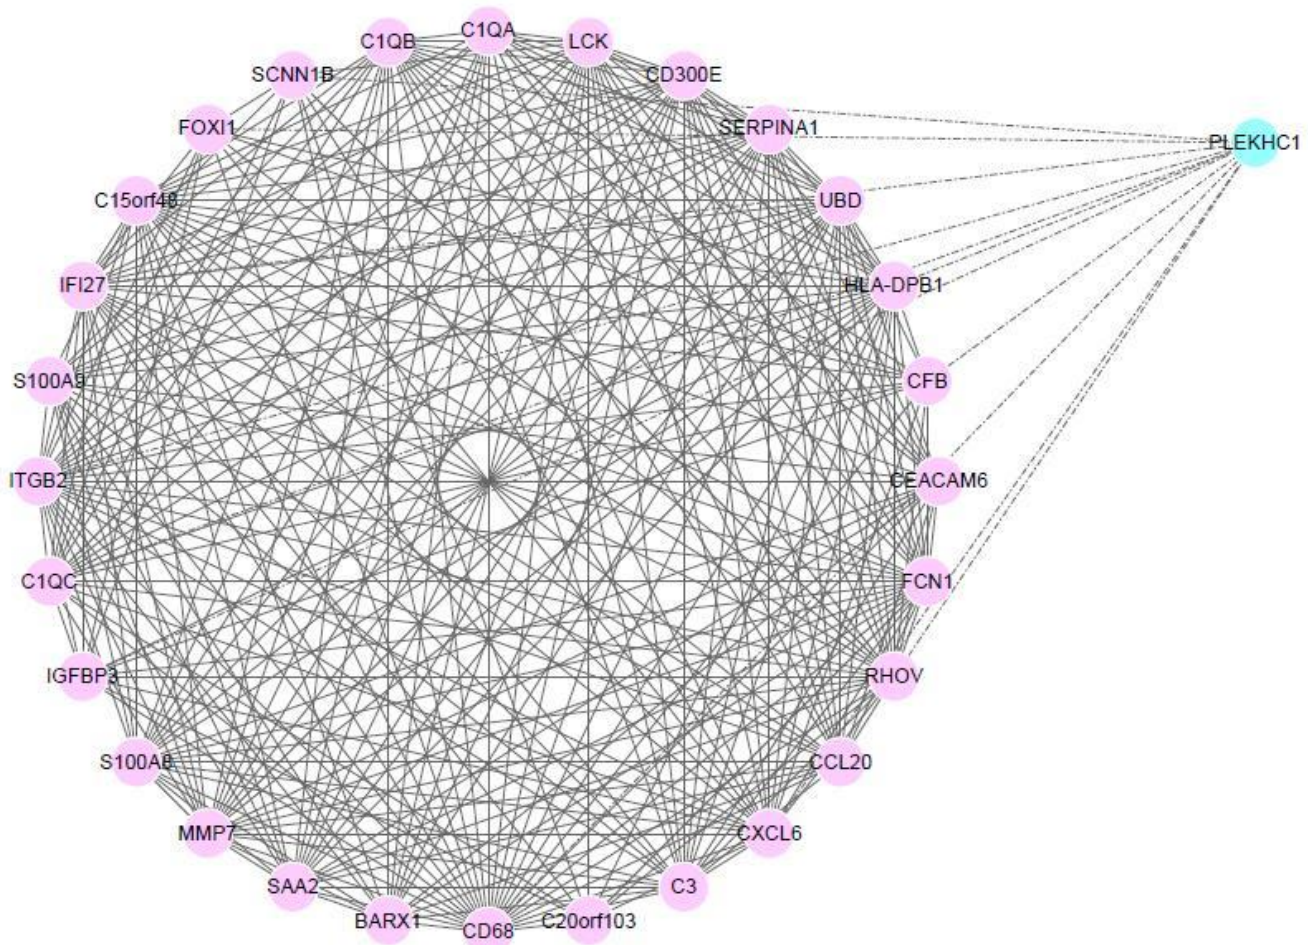 C1QA
C1QB
LCK
SCNN1B
CD300E
FOXI1
SERPINA1
PLEKHC1
C15orf48
UBD
IFI27
HLA-DPB1
S100A9
CFB
ITGB2
CEACAM6
C1QC
FCN1
IGFBP3
RHOV
S100A8
CCL20
MMP7
CXCL6
SAA2
C3
BARX1
CD68
C20orf103